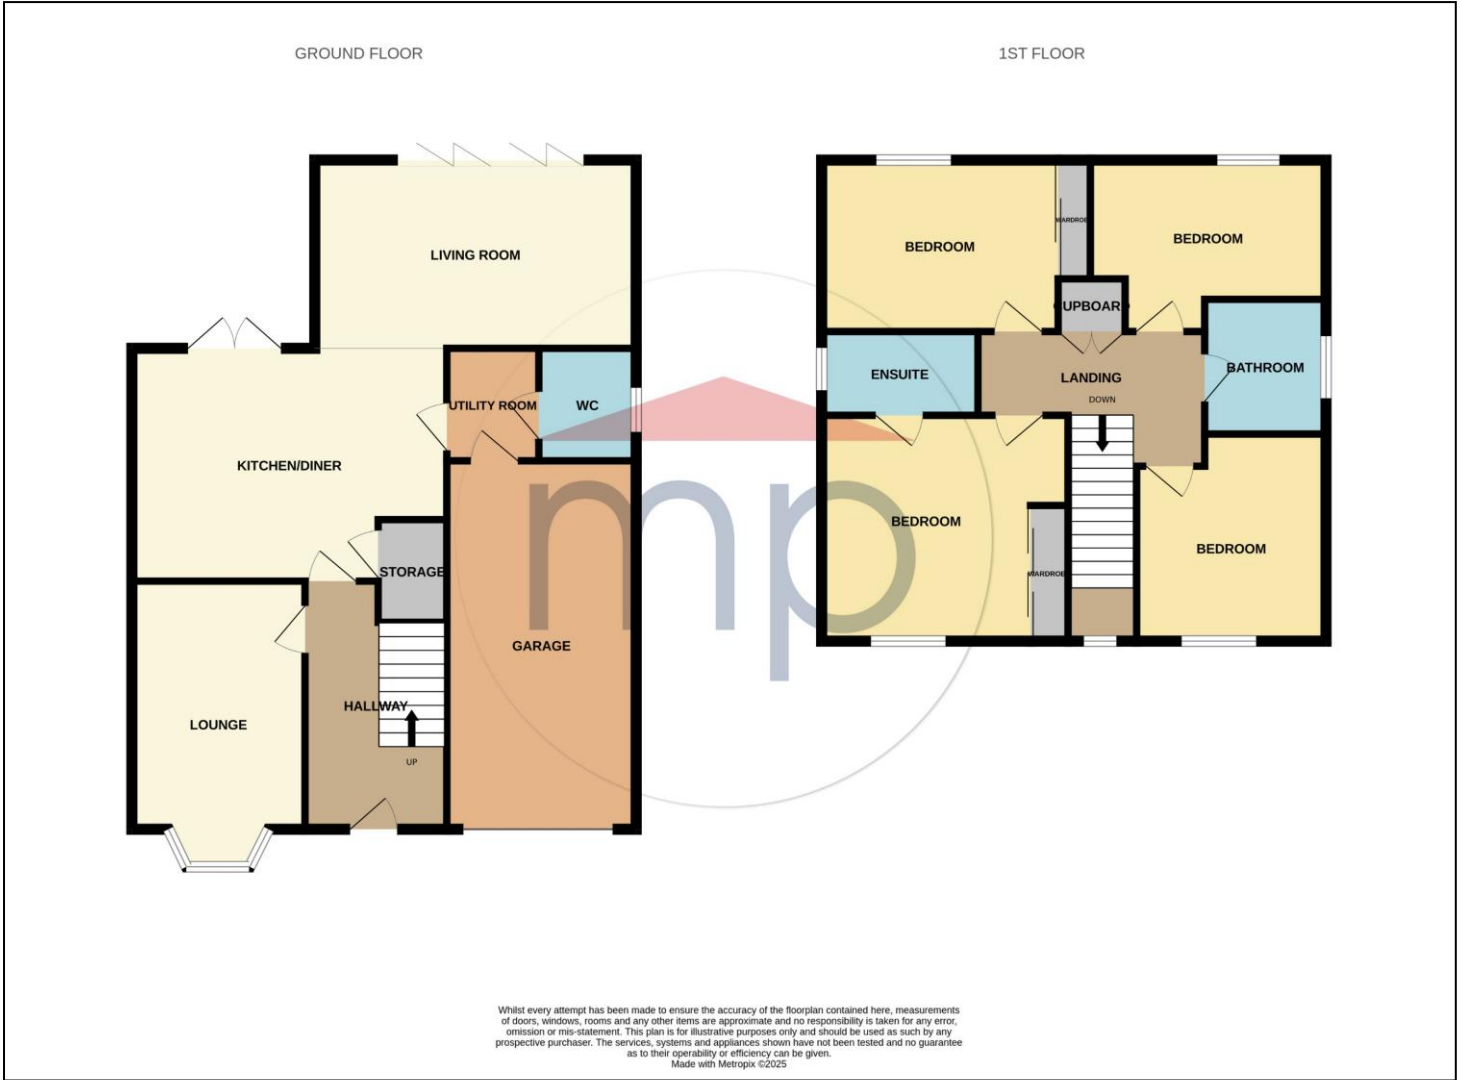 GROUND FLOOR
1ST FLOOR
LIVING ROOM
UTILITY ROOM
WC
KITCHEN/DINER
STORAGE
GARAGE
HALLWAY
LOUNGE
UP
BEDROOM
WARDROBE
BEDROOM
CUPBOARD
ENSUITE
LANDING
DOWN
BATHROOM
BEDROOM
WARDROBE
BEDROOM
mp
Whilst every attempt has been made to ensure the accuracy of the floorplan contained here, measurements
of doors, windows, rooms and any other items are approximate and no responsibility is taken for any error,
omission or mis-statement. This plan is for illustrative purposes only and should be used as such by any
prospective purchaser. The services, systems and appliances shown have not been tested and no guarantee
as to their operability or efficiency can be given.
Made with Metropix ©2025